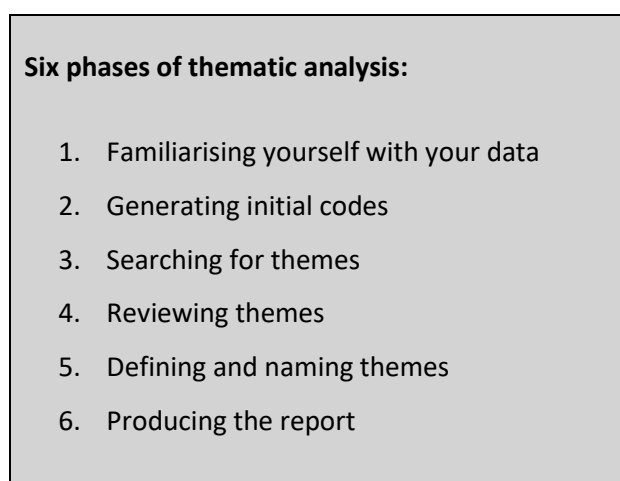 Six phases of thematic analysis:
1. Familiarising yourself with your data
2. Generating initial codes
3. Searching for themes
4. Reviewing themes
5. Defining and naming themes
6. Producing the report